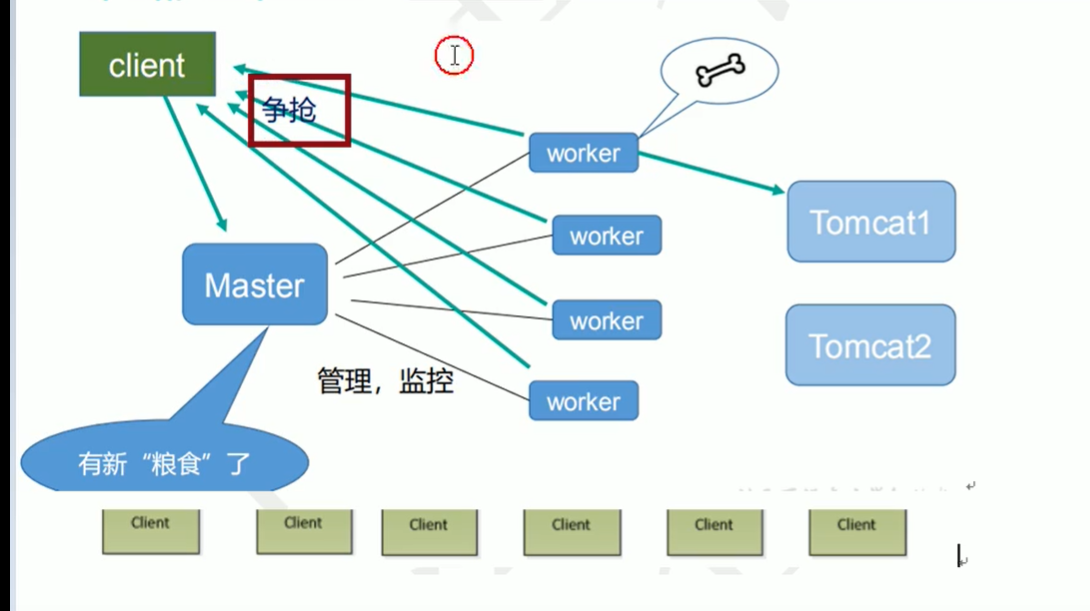 client
争抢
worker
Tomcat1
worker
Master
worker
Tomcat2
管理，监控
worker
有新“粮食”了
Client
Client
Client
Client
Client
Client